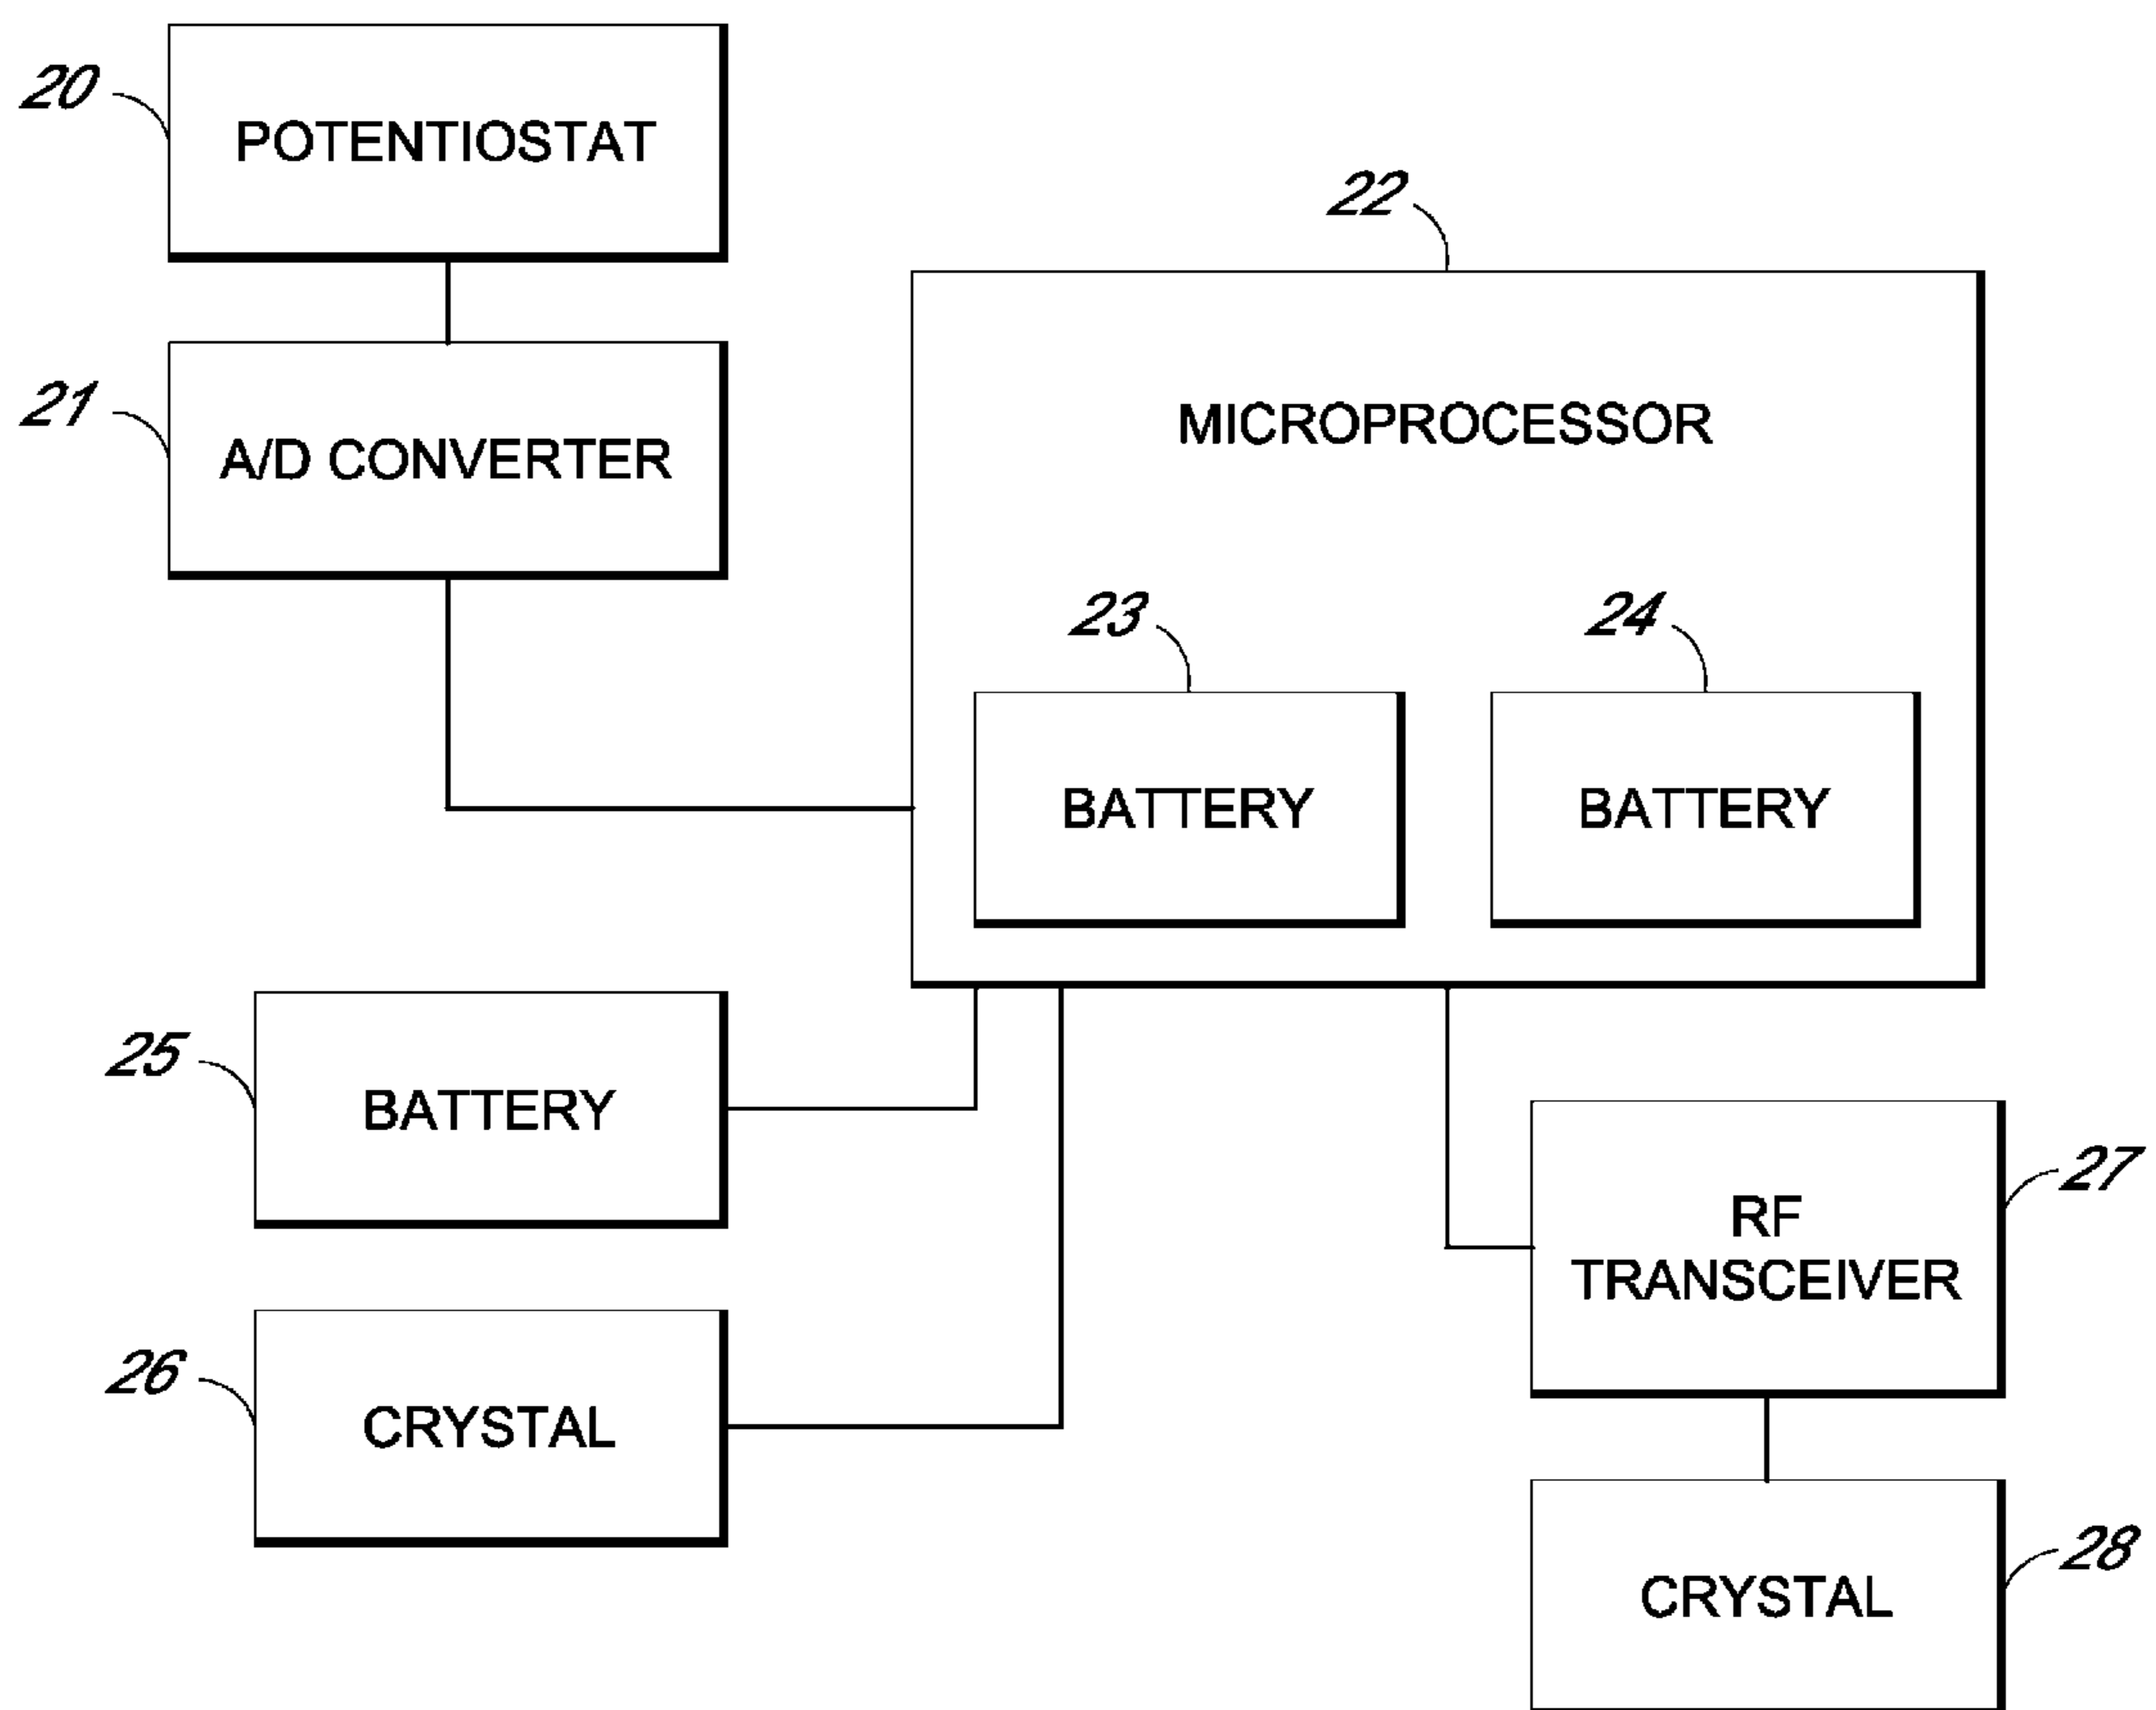 20
POTENTIOSTAT
21
A/D CONVERTER
22
MICROPROCESSOR
23
BATTERY
24
BATTERY
25
BATTERY
26
CRYSTAL
27
RF
TRANSCEIVER
28
CRYSTAL